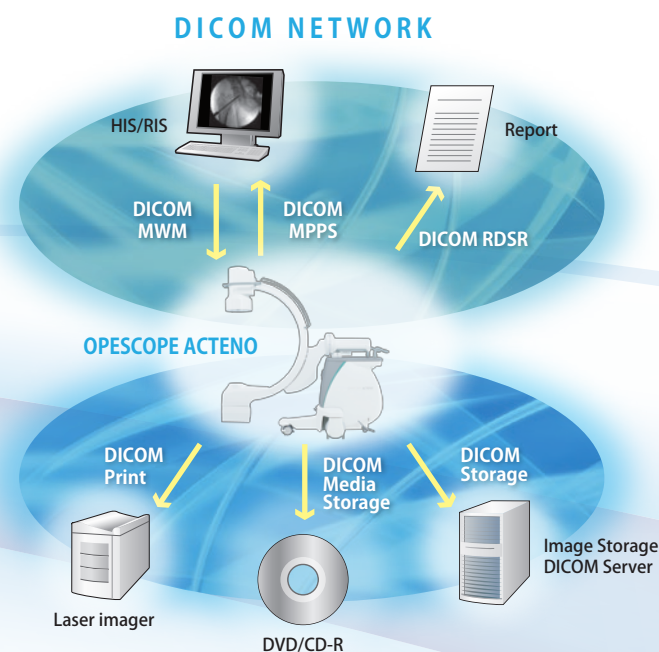 DICOM NETWORK
HIS/RIS
Report
DICOM
MWM
DICOM
MPPS
DICOM RDSR
OPESCOPE ACTENO
DICOM
Print
DICOM
Media
Storage
DICOM
Storage
Laser imager
DVD/CD-R
Image Storage
DICOM Server